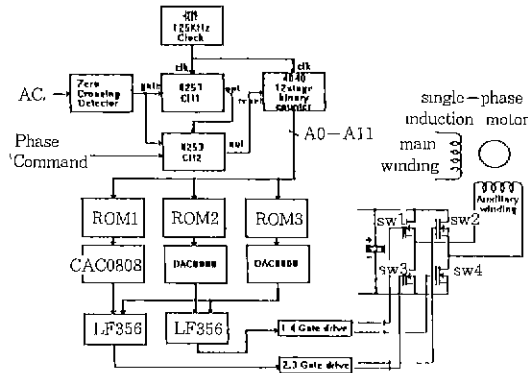 125KHz
Clock
clk
clk
AC
Zero
Crossing
Detector
gate
8253
CH1
out
4040
12stage
binary
counter
Phase
Command
8253
CH2
out
A0-A11
single-phase
induction motor
main
winding
Auxiliary
winding
ROM1
ROM2
ROM3
CAC0808
DAC0808
DAC0808
sw1
sw2
sw3
sw4
LF356
LF356
1,4 Gate drive
2,3 Gate drive